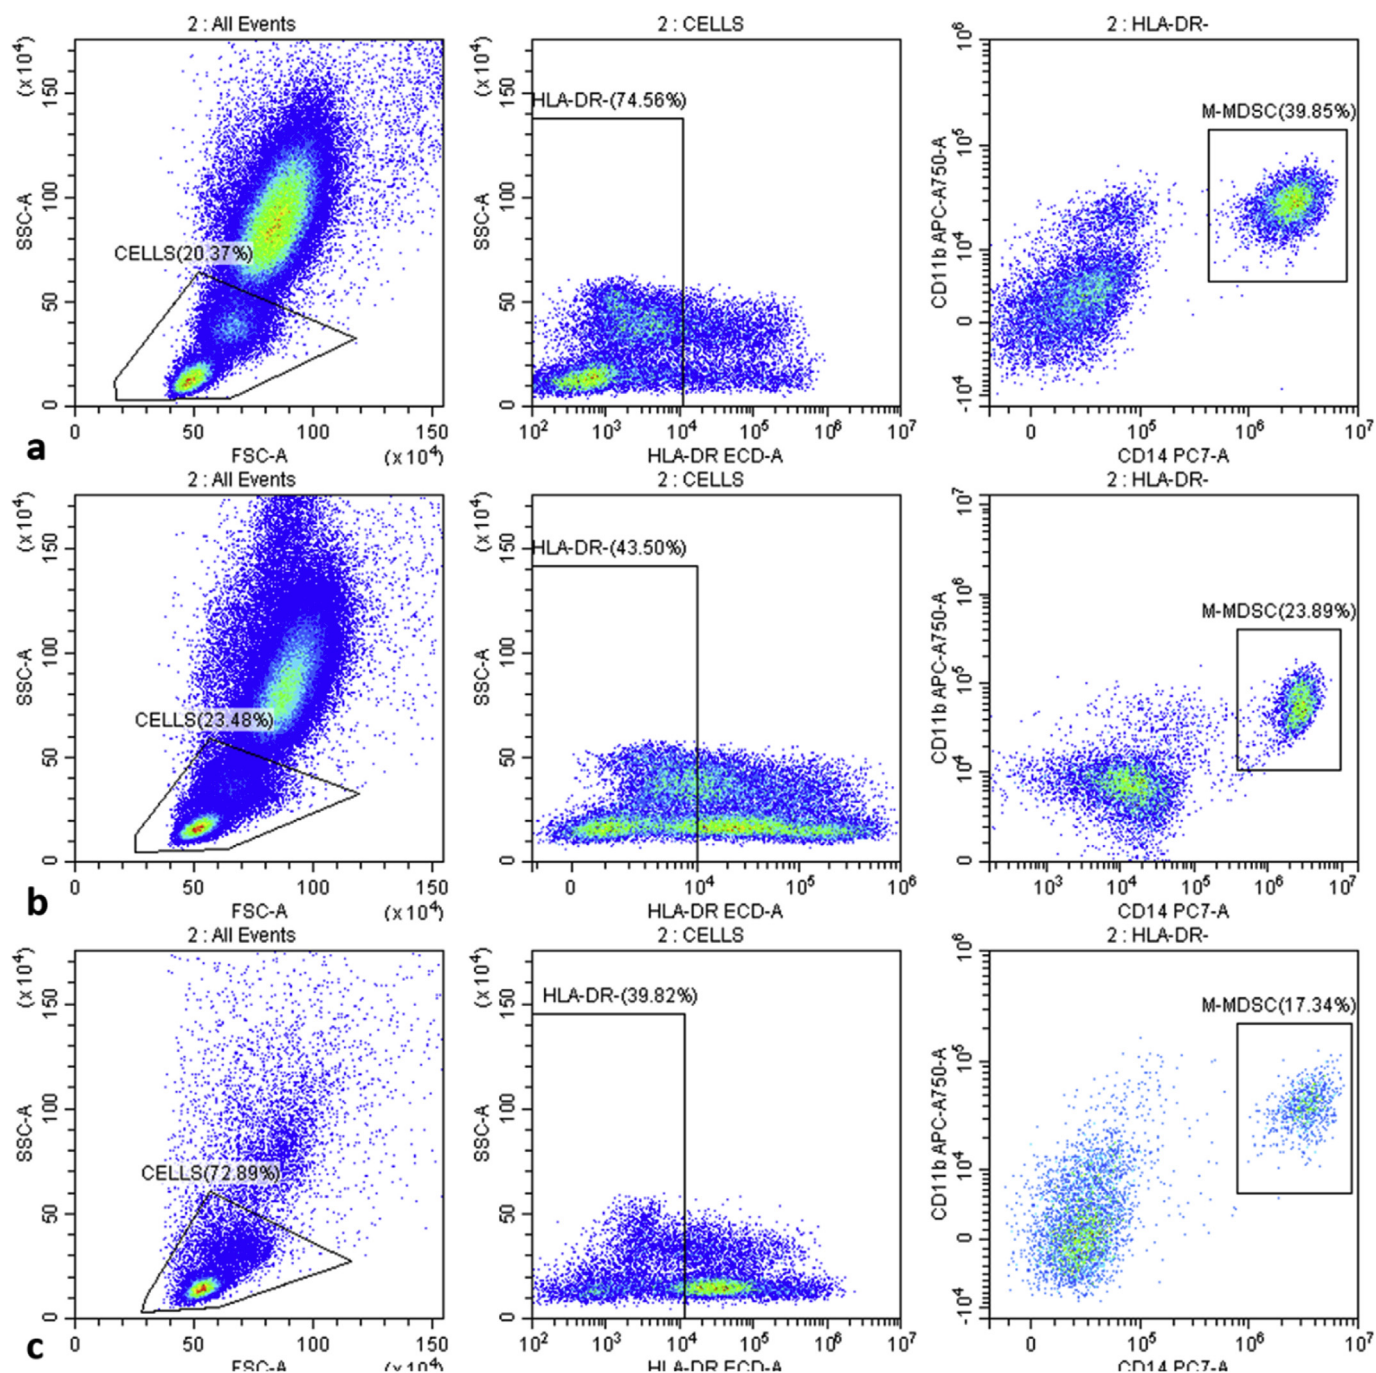 2 : All Events
(x10⁴)
150
100
50
0
SSC-A
CELLS(20.37%)
0 50 100 150
FSC-A (x10⁴)
2 : CELLS
(x10⁴)
150
100
50
0
SSC-A
HLA-DR-(74.56%)
10² 10³ 10⁴ 10⁵ 10⁶ 10⁷
HLA-DR ECD-A
2 : HLA-DR-
10⁶
10⁵
10⁴
0
-10⁴
CD11b APC-A750-A
M-MDSC(39.85%)
0 10⁵ 10⁶ 10⁷
CD14 PC7-A
a
2 : All Events
(x10⁴)
150
100
50
0
SSC-A
CELLS(23.48%)
0 50 100 150
FSC-A (x10⁴)
2 : CELLS
(x10⁴)
150
100
50
0
SSC-A
HLA-DR-(43.50%)
0 10⁴ 10⁵ 10⁶
HLA-DR ECD-A
2 : HLA-DR-
10⁷
10⁶
10⁵
10⁴
0
CD11b APC-A750-A
M-MDSC(23.89%)
10³ 10⁴ 10⁵ 10⁶ 10⁷
CD14 PC7-A
b
2 : All Events
(x10⁴)
150
100
50
0
SSC-A
CELLS(72.89%)
0 50 100 150
FSC-A (x10⁴)
2 : CELLS
(x10⁴)
150
100
50
0
SSC-A
HLA-DR-(39.82%)
10² 10³ 10⁴ 10⁵ 10⁶ 10⁷
HLA-DR ECD-A
2 : HLA-DR-
10⁶
10⁵
10⁴
0
-10⁴
CD11b APC-A750-A
M-MDSC(17.34%)
0 10⁵ 10⁶ 10⁷
CD14 PC7-A
c